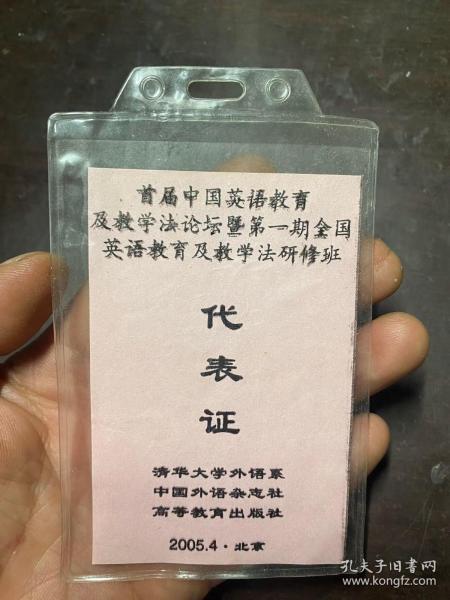 首届中国英语教育
及教学法论坛暨第一期全国
英语教育及教学法研修班
代
表
证
清华大学外语系
中国外语杂志社
高等教育出版社
2005.4·北京
孔夫子旧书网
www.kongfz.com